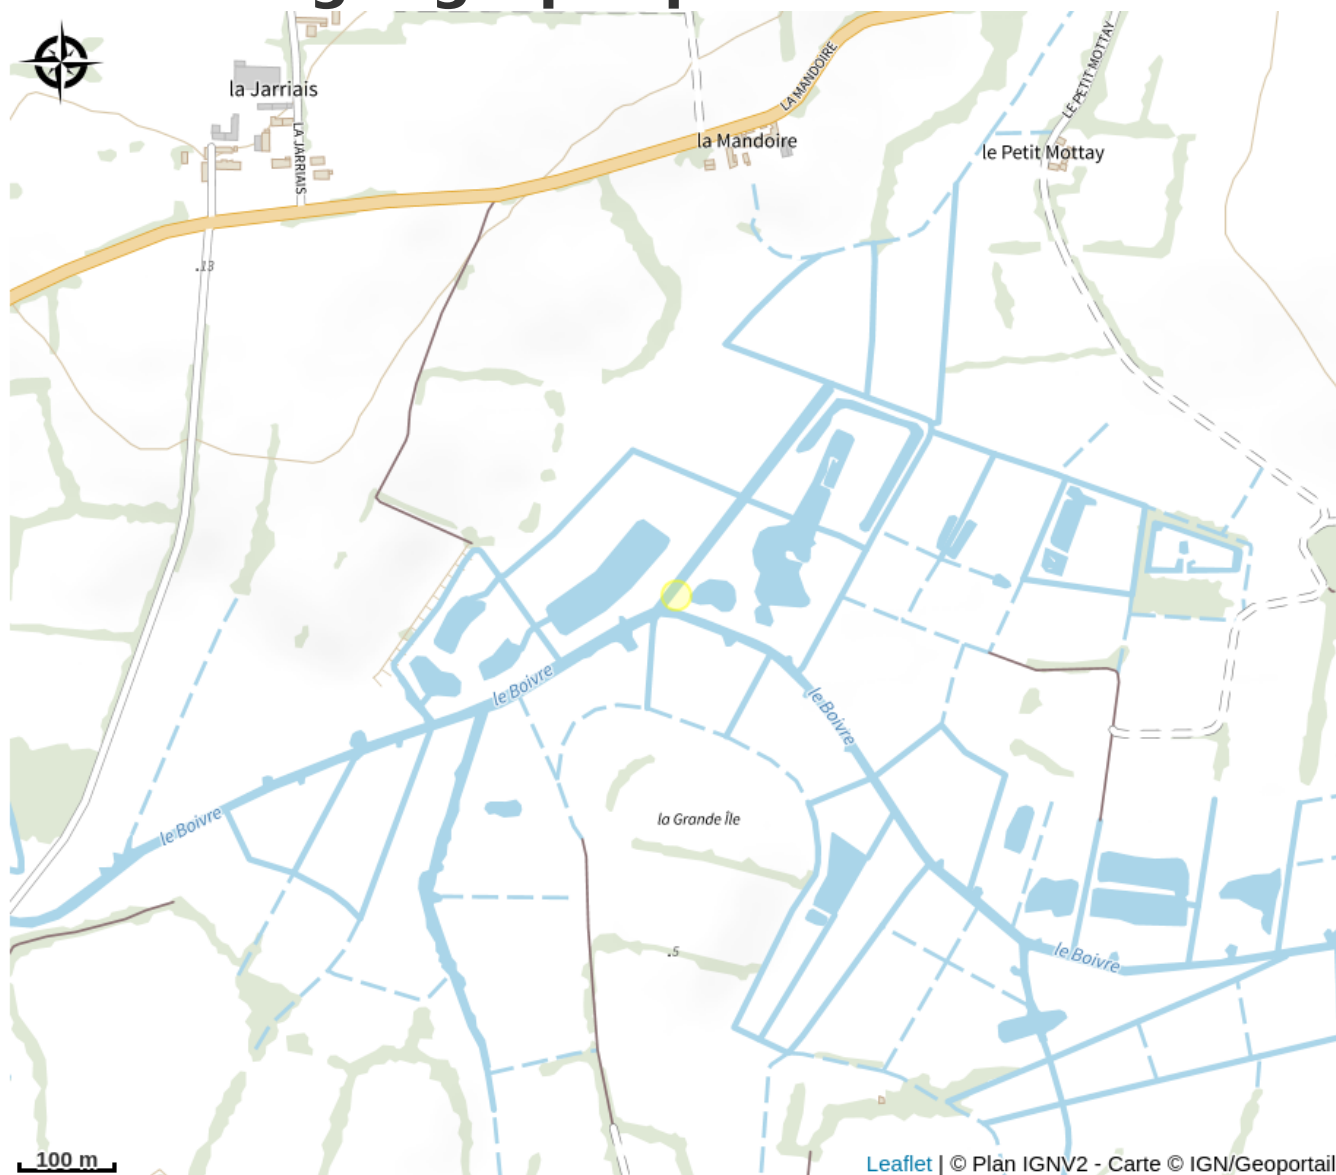 la Jarriais
LA JARRIAIS
LA MANDOIRE
la Mandoire
LE PETIT MOTTAY
le Petit Mottay
.13
le Boivre
le Boivre
le Boivre
la Grande Île
.5
le Boivre
100 m
Leaflet | © Plan IGNV2 - Carte © IGN/Geoportail